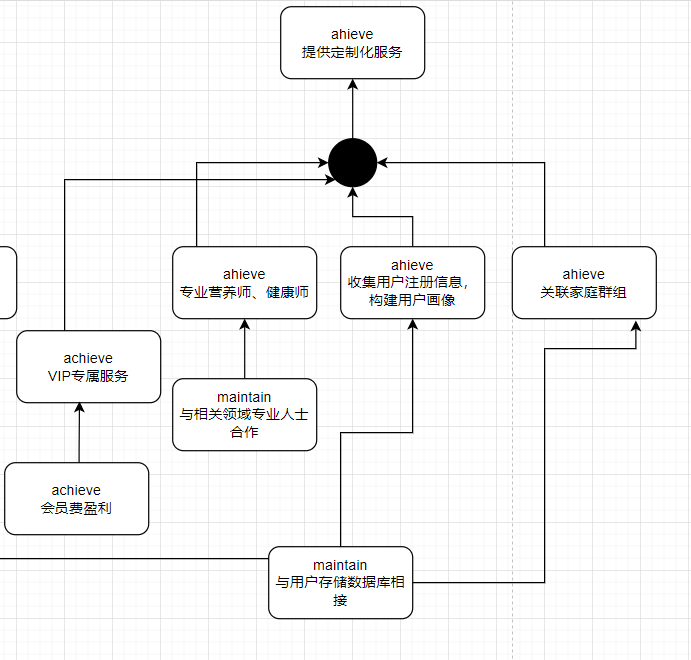 ahieve
提供定制化服务
ahieve
专业营养师、健康师
ahieve
收集用户注册信息，
构建用户画像
ahieve
关联家庭群组
achieve
VIP专属服务
maintain
与相关领域专业人士
合作
achieve
会员费盈利
maintain
与用户存储数据库相
接